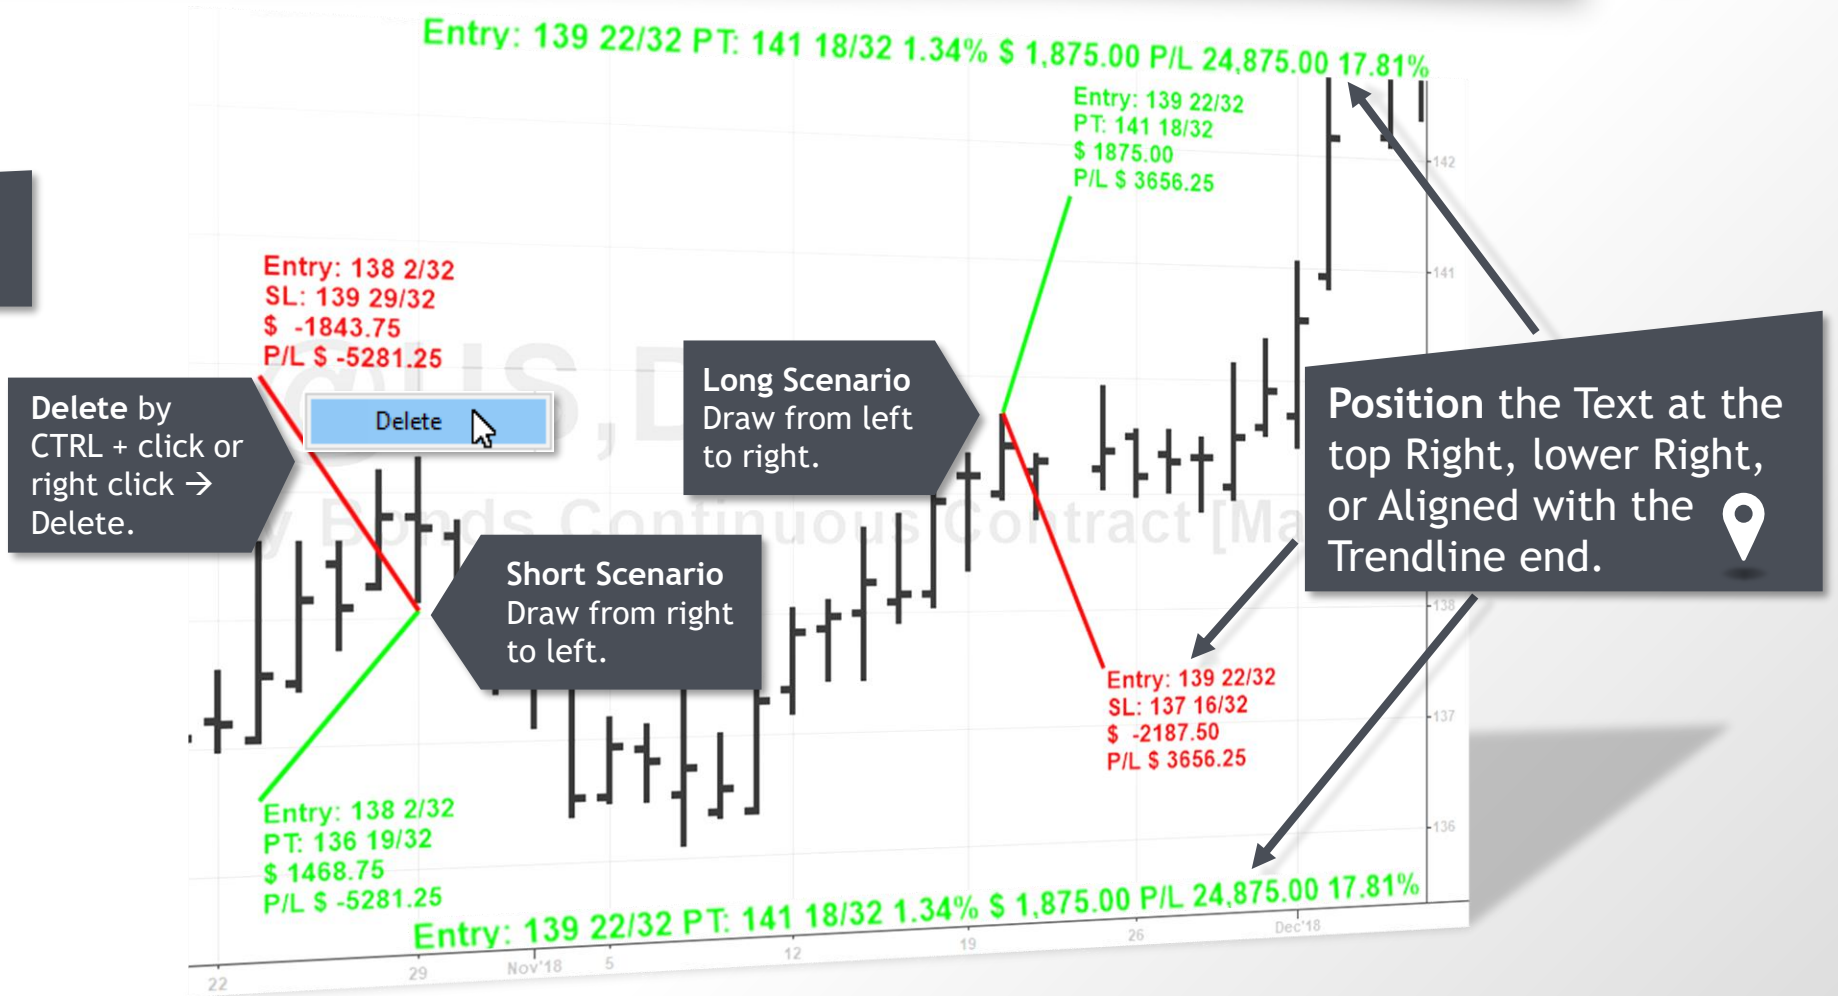 Entry: 139 22/32 PT: 141 18/32 1.34% $ 1,875.00 P/L 24,875.00 17.81%
Entry: 139 22/32
PT: 141 18/32
$ 1875.00
P/L $ 3656.25
142
141
Entry: 138 2/32
SL: 139 29/32
$ -1843.75
P/L $ -5281.25
Delete by
CTRL + click or
right click →
Delete.
Delete
@US,D
Bonds Continuous Contract
Long Scenario
Draw from left
to right.
Short Scenario
Draw from right
to left.
Position the Text at the
top Right, lower Right,
or Aligned with the
Trendline end.
138
137
136
Entry: 139 22/32
SL: 137 16/32
$ -2187.50
P/L $ 3656.25
Entry: 138 2/32
PT: 136 19/32
$ 1468.75
P/L $ -5281.25
Entry: 139 22/32 PT: 141 18/32 1.34% $ 1,875.00 P/L 24,875.00 17.81%
22 29 Nov'18 5 12 19 26 Dec'18